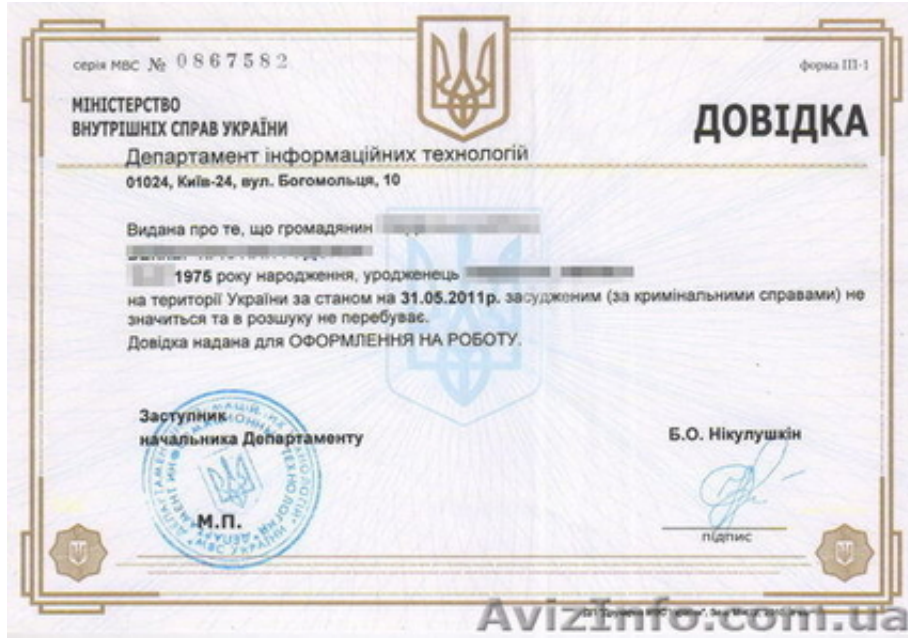 серія МВС № 0867582
форма ІП-1
МІНІСТЕРСТВО
ВНУТРІШНІХ СПРАВ УКРАЇНИ
ДОВІДКА
Департамент інформаційних технологій
01024, Київ-24, вул. Богомольця, 10
Видана про те, що громадянин
1975 року народження, уродженець
на території України за станом на 31.05.2011р. засудженим (за кримінальними справами) не
значиться та в розшуку не перебуває.
Довідка надана для ОФОРМЛЕННЯ НА РОБОТУ.
Заступник
начальника Департаменту
Б.О. Нікулушкін
М.П.
МВС УКРАЇНИ
підпис
AvizInfo.com.ua